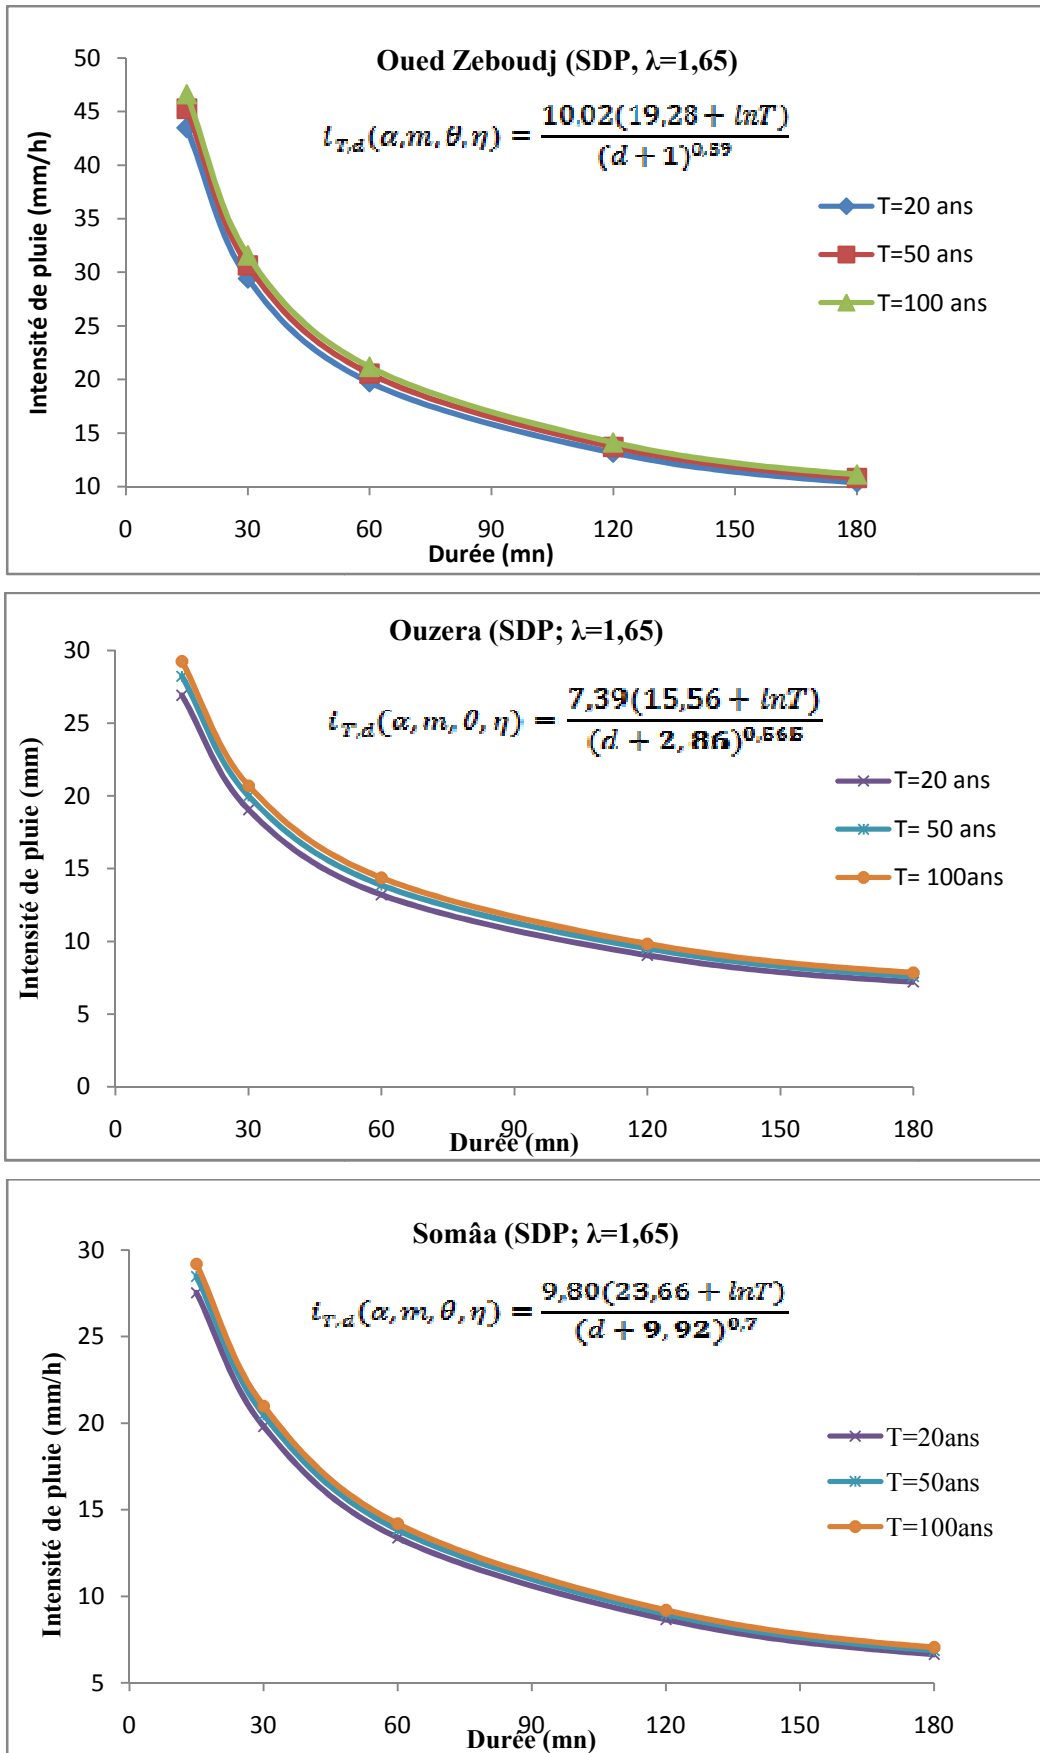 Oued Zeboudj (SDP, λ=1,65)
i_{T,d}(α,m,θ,η) = 10,02(19,28 + lnT) / (d + 1)^{0,59}
Intensité de pluie (mm/h)
50
45
40
35
30
25
20
15
10
0 30 60 90 120 150 180
Durée (mn)
T=20 ans
T=50 ans
T=100 ans
Ouzera (SDP; λ=1,65)
i_{T,d}(α, m, θ, η) = 7,39(15,56 + lnT) / (d + 2, 86)
Intensité de pluie (mm)
30
25
20
15
10
5
0
0 30 60 90 120 150 180
Durée (mn)
T=20 ans
T= 50 ans
T= 100ans
Somâa (SDP; λ=1,65)
i_{T,d}(α, m, θ, η) = 9,80(23,66 + lnT) / (d + 9, 92)^{0,7}
Intensité de pluie (mm/h)
30
25
20
15
10
5
0 30 60 90 120 150 180
Durée (mn)
T=20ans
T=50ans
T=100ans